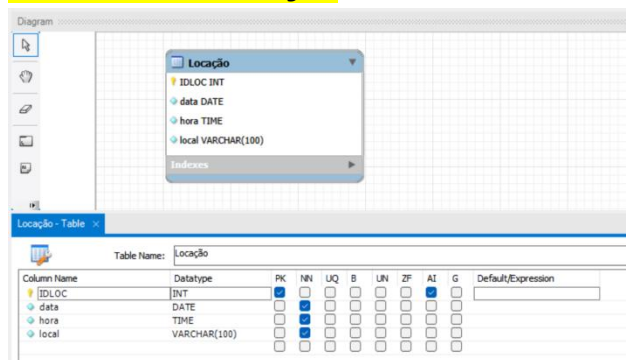 Diagram
Locação
IDLOC INT
data DATE
hora TIME
local VARCHAR(100)
Indexes
Locação - Table ×
Table Name: Locação
Column Name Datatype PK NN UQ B UN ZF AI G Default/Expression
IDLOC INT
data DATE
hora TIME
local VARCHAR(100)